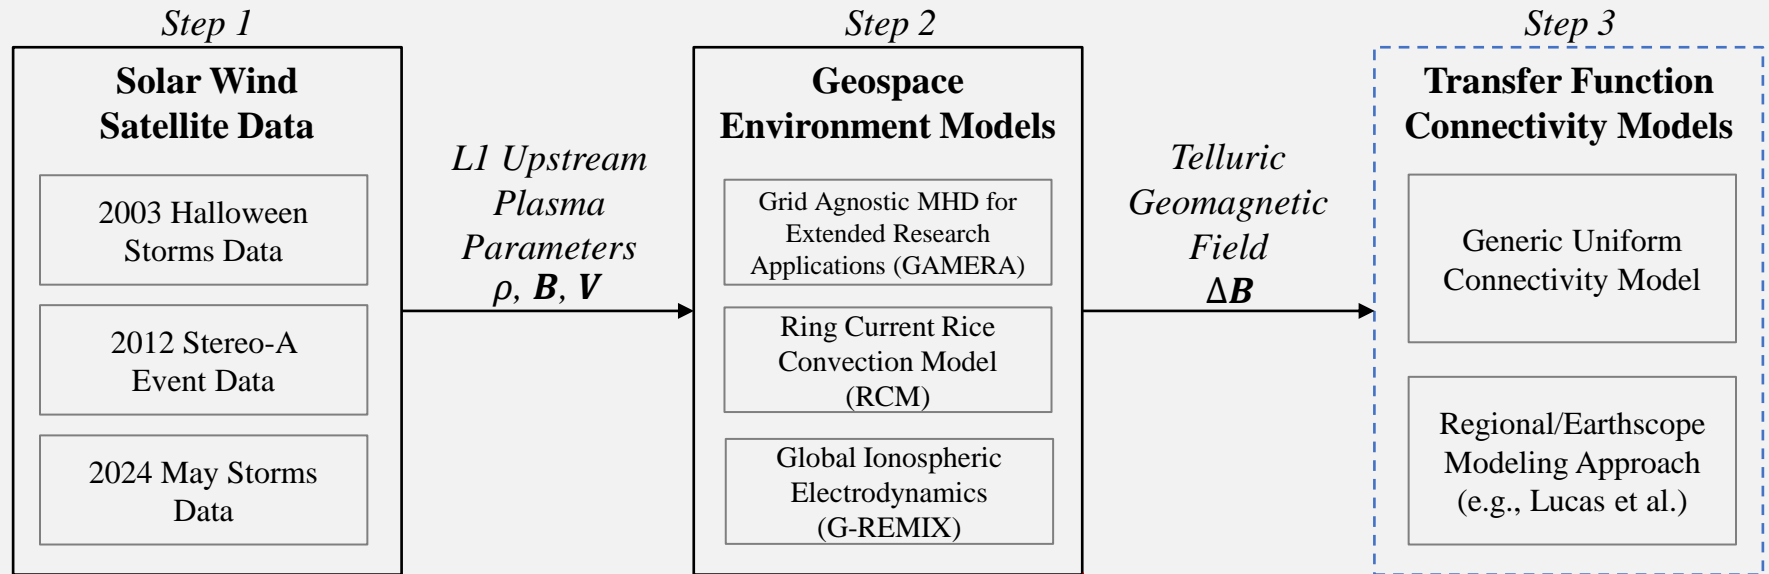 Step 1
Solar Wind
Satellite Data
2003 Halloween
Storms Data
2012 Stereo-A
Event Data
2024 May Storms
Data
L1 Upstream
Plasma
Parameters
ρ, B, V
Step 2
Geospace
Environment Models
Grid Agnostic MHD for
Extended Research
Applications (GAMERA)
Ring Current Rice
Convection Model
(RCM)
Global Ionospheric
Electrodynamics
(G-REMIX)
Telluric
Geomagnetic
Field
ΔB
Step 3
Transfer Function
Connectivity Models
Generic Uniform
Connectivity Model
Regional/Earthscope
Modeling Approach
(e.g., Lucas et al.)